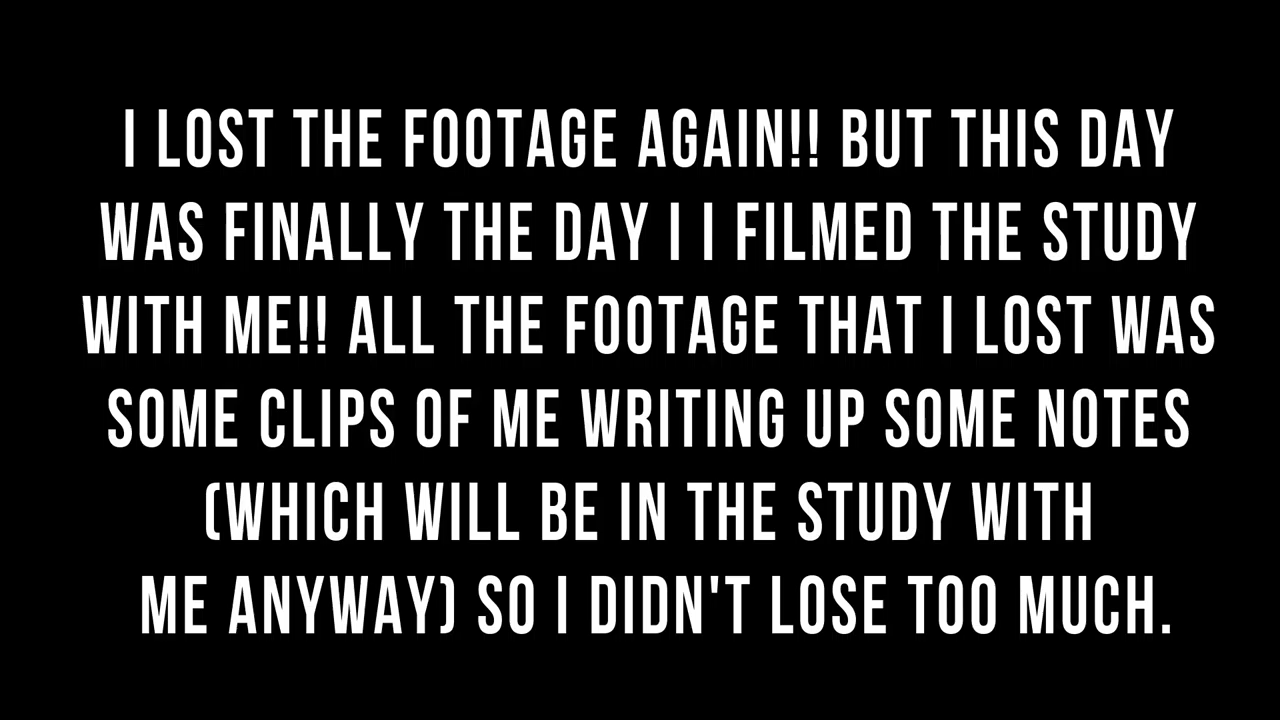 I LOST THE FOOTAGE AGAIN!! BUT THIS DAY
WAS FINALLY THE DAY I I FILMED THE STUDY
WITH ME!! ALL THE FOOTAGE THAT I LOST WAS
SOME CLIPS OF ME WRITING UP SOME NOTES
(WHICH WILL BE IN THE STUDY WITH
ME ANYWAY) SO I DIDN'T LOSE TOO MUCH.